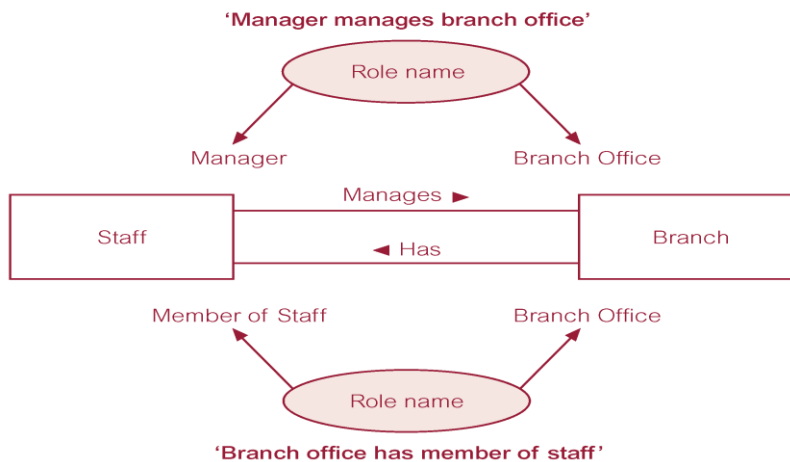 ‘Manager manages branch office’
Role name
Manager
Branch Office
Manages ►
Staff
Branch
◄ Has
Member of Staff
Branch Office
Role name
‘Branch office has member of staff’